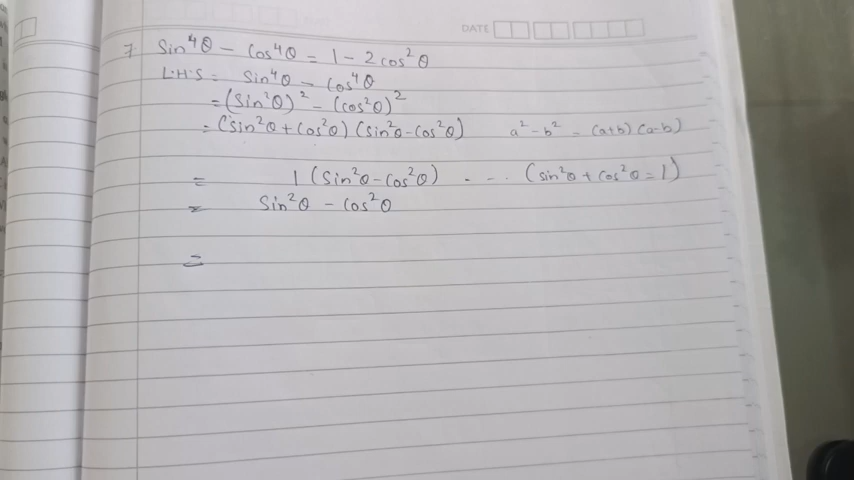 DATE
7 Sin⁴θ - Cos⁴θ = 1 - 2cos²θ
L.H.S = Sin⁴θ - Cos⁴θ
= (Sin²θ)² - (cos²θ)²
= (sin²θ + Cos²θ) (sin²θ - cos²θ) a² - b² = (a+b) (a-b)
= 1 (Sin²θ - cos²θ) - - - (sin²θ + cos²θ = 1)
= Sin²θ - Cos²θ
=